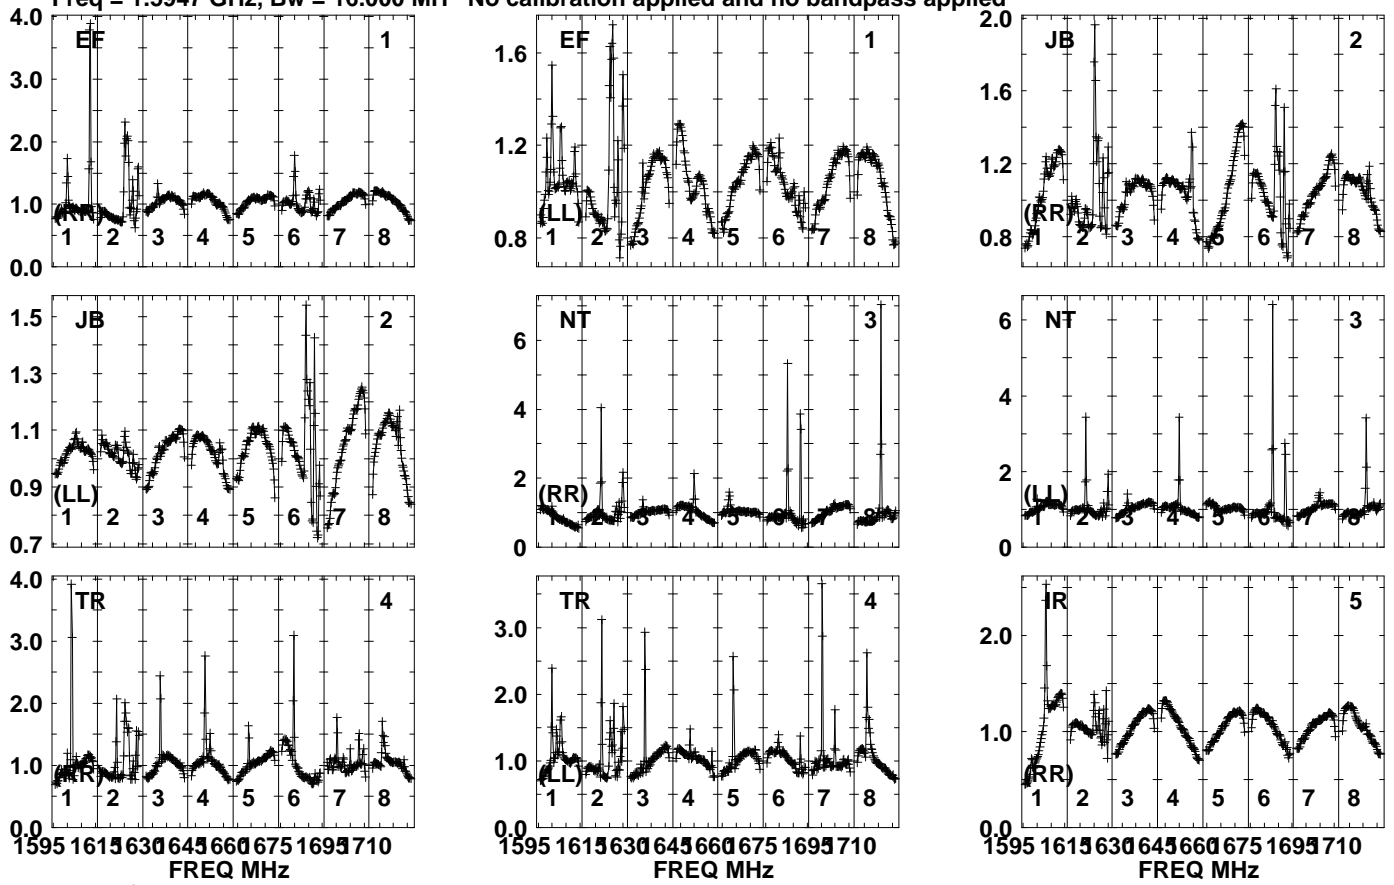 Freq = 1.5947 GHz, Bw = 16.000 MH No calibration applied and no bandpass applied
4.0 3.0 2.0 1.0 0.0
EF 1
(RR)
1 2 3 4 5 6 7 8
1.6 1.2 0.8
EF 1
(LL)
1 2 3 4 5 6 7 8
2.0 1.6 1.2 0.8
JB 2
(RR)
1 2 3 4 5 6 7 8
1.5 1.3 1.1 0.9 0.7
JB 2
(LL)
1 2 3 4 5 6 7 8
6 4 2 0
NT 3
(RR)
1 2 3 4 5 6 7 8
6 4 2 0
NT 3
(LL)
1 2 3 4 5 6 7 8
4.0 3.0 2.0 1.0 0.0
TR 4
(RR)
1 2 3 4 5 6 7 8
3.0 2.0 1.0 0.0
TR 4
(LL)
1 2 3 4 5 6 7 8
2.0 1.0 0.0
IR 5
(RR)
1 2 3 4 5 6 7 8
1595 1615 1630 1645 1660 1675 1695 1710
FREQ MHz
1595 1615 1630 1645 1660 1675 1695 1710
FREQ MHz
1595 1615 1630 1645 1660 1675 1695 1710
FREQ MHz